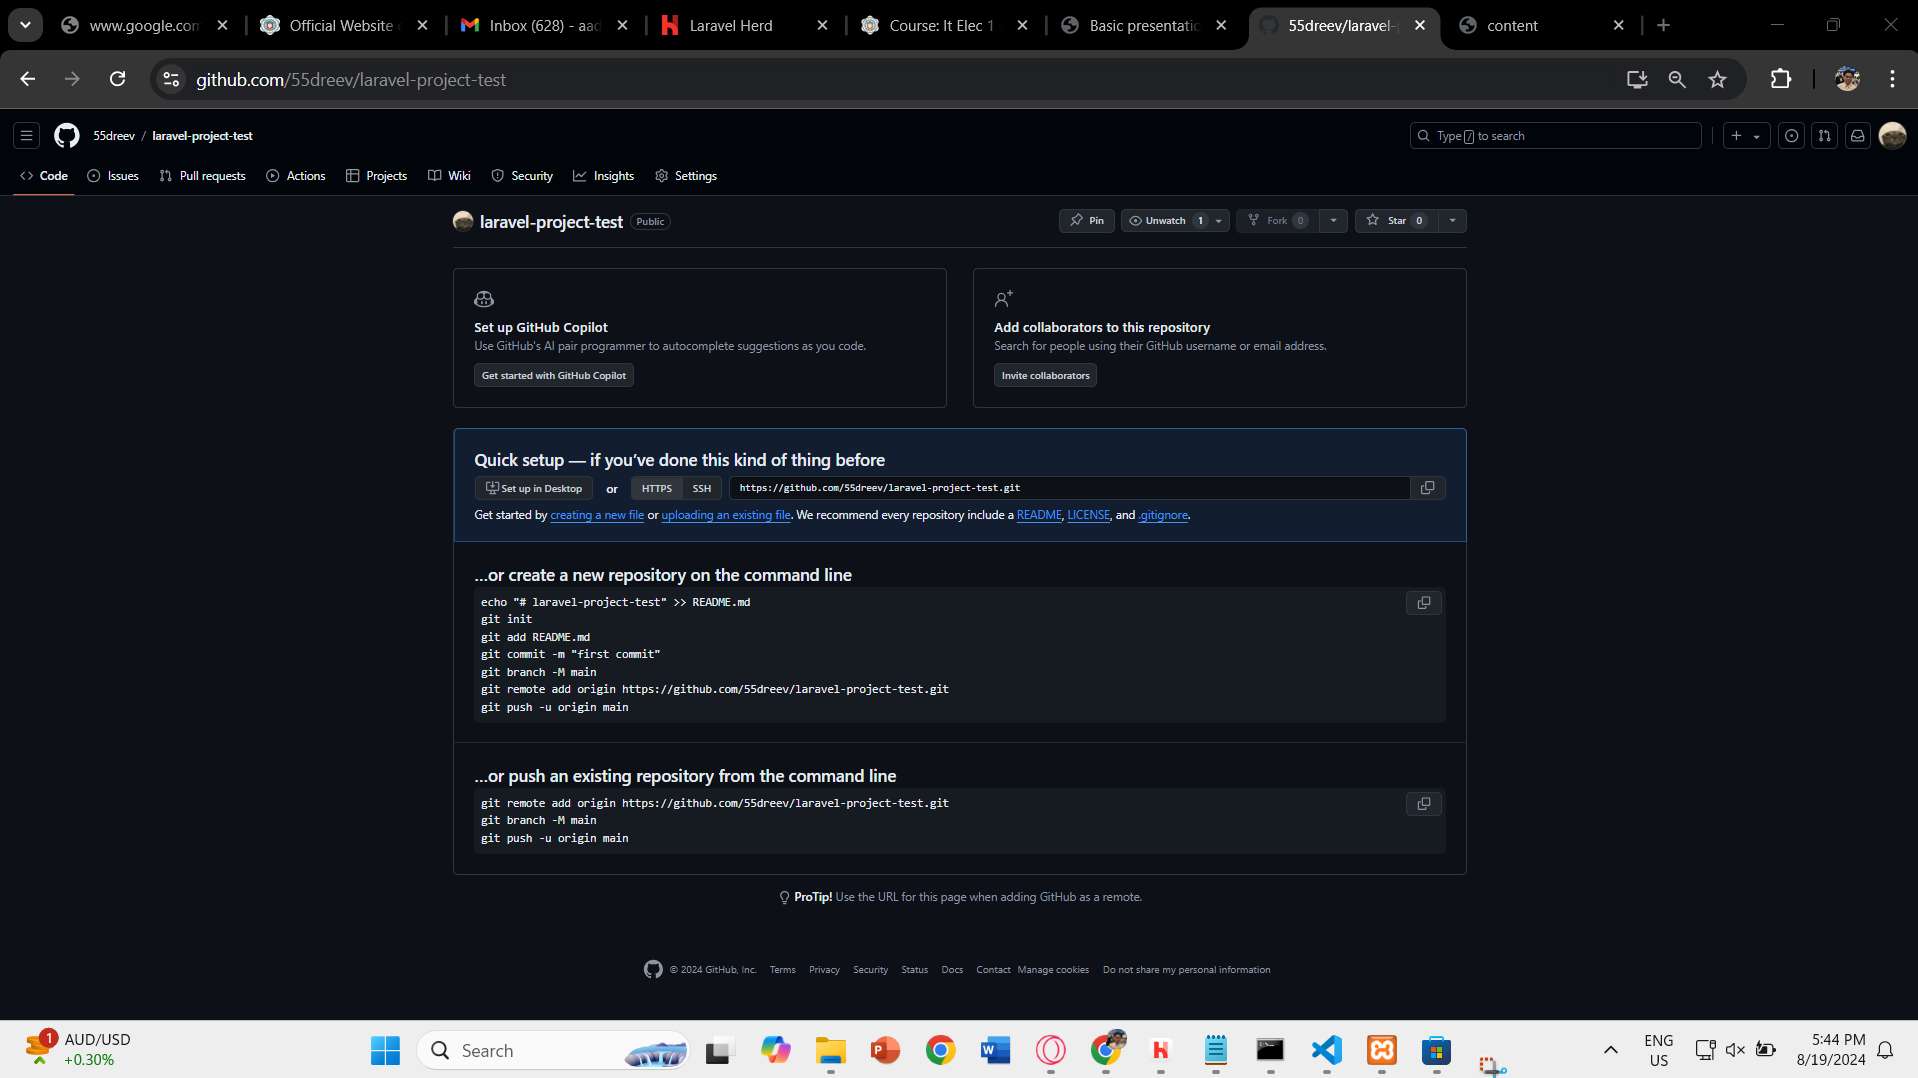 www.google.com
Official Website
Inbox (628) - aad
Laravel Herd
Course: It Elec 1
Basic presentatio
55dreev/laravel-
content
github.com/55dreev/laravel-project-test
55dreev / laravel-project-test
Type / to search
Code
Issues
Pull requests
Actions
Projects
Wiki
Security
Insights
Settings
laravel-project-test Public
Pin
Unwatch 1
Fork 0
Star 0
Set up GitHub Copilot
Use GitHub's AI pair programmer to autocomplete suggestions as you code.
Get started with GitHub Copilot
Add collaborators to this repository
Search for people using their GitHub username or email address.
Invite collaborators
Quick setup — if you’ve done this kind of thing before
Set up in Desktop or HTTPS SSH https://github.com/55dreev/laravel-project-test.git
Get started by creating a new file or uploading an existing file. We recommend every repository include a README, LICENSE, and .gitignore.
…or create a new repository on the command line
echo "# laravel-project-test" >> README.md
git init
git add README.md
git commit -m "first commit"
git branch -M main
git remote add origin https://github.com/55dreev/laravel-project-test.git
git push -u origin main
…or push an existing repository from the command line
git remote add origin https://github.com/55dreev/laravel-project-test.git
git branch -M main
git push -u origin main
ProTip! Use the URL for this page when adding GitHub as a remote.
© 2024 GitHub, Inc. Terms Privacy Security Status Docs Contact Manage cookies Do not share my personal information
1
AUD/USD
+0.30%
Search
ENG
US
5:44 PM
8/19/2024